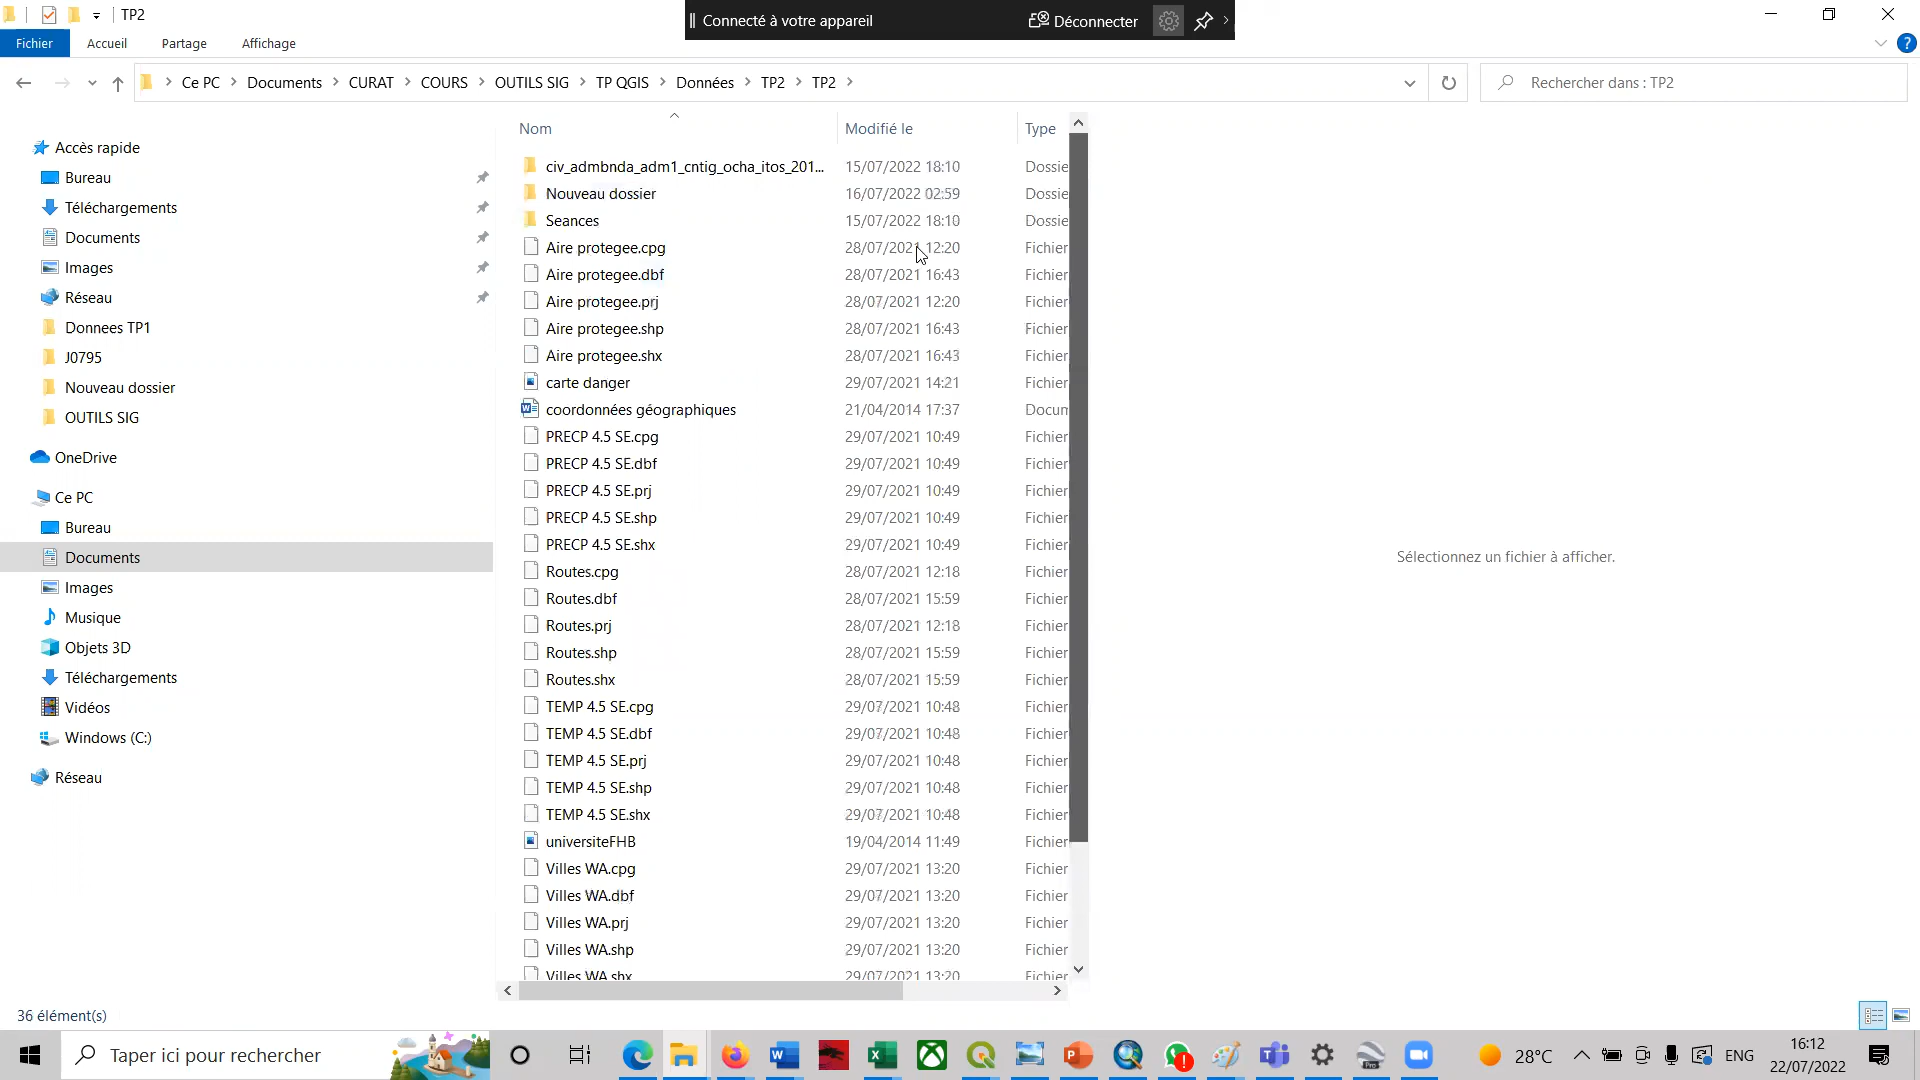 TP2
Connecté à votre appareil
Déconnecter
Fichier
Accueil
Partage
Affichage
Ce PC
Documents
CURAT
COURS
OUTILS SIG
TP QGIS
Données
TP2
TP2
Rechercher dans : TP2
Nom
Modifié le
Type
Accès rapide
Bureau
Téléchargements
Documents
Images
Réseau
Donnees TP1
J0795
Nouveau dossier
OUTILS SIG
OneDrive
Ce PC
Bureau
Documents
Images
Musique
Objets 3D
Téléchargements
Vidéos
Windows (C:)
Réseau
civ_admbnda_adm1_cntig_ocha_itos_201... 15/07/2022 18:10 Dossie
Nouveau dossier 16/07/2022 02:59 Dossie
Seances 15/07/2022 18:10 Dossie
Aire protegee.cpg 28/07/2021 12:20 Fichier
Aire protegee.dbf 28/07/2021 16:43 Fichier
Aire protegee.prj 28/07/2021 12:20 Fichier
Aire protegee.shp 28/07/2021 16:43 Fichier
Aire protegee.shx 28/07/2021 16:43 Fichier
carte danger 29/07/2021 14:21 Fichier
coordonnées géographiques 21/04/2014 17:37 Docum
PRECP 4.5 SE.cpg 29/07/2021 10:49 Fichier
PRECP 4.5 SE.dbf 29/07/2021 10:49 Fichier
PRECP 4.5 SE.prj 29/07/2021 10:49 Fichier
PRECP 4.5 SE.shp 29/07/2021 10:49 Fichier
PRECP 4.5 SE.shx 29/07/2021 10:49 Fichier
Routes.cpg 28/07/2021 12:18 Fichier
Routes.dbf 28/07/2021 15:59 Fichier
Routes.prj 28/07/2021 12:18 Fichier
Routes.shp 28/07/2021 15:59 Fichier
Routes.shx 28/07/2021 15:59 Fichier
TEMP 4.5 SE.cpg 29/07/2021 10:48 Fichier
TEMP 4.5 SE.dbf 29/07/2021 10:48 Fichier
TEMP 4.5 SE.prj 29/07/2021 10:48 Fichier
TEMP 4.5 SE.shp 29/07/2021 10:48 Fichier
TEMP 4.5 SE.shx 29/07/2021 10:48 Fichier
universiteFHB 19/04/2014 11:49 Fichier
Villes WA.cpg 29/07/2021 13:20 Fichier
Villes WA.dbf 29/07/2021 13:20 Fichier
Villes WA.prj 29/07/2021 13:20 Fichier
Villes WA.shp 29/07/2021 13:20 Fichier
Villes WA.shx 29/07/2021 13:20 Fichier
Sélectionnez un fichier à afficher.
36 élément(s)
Taper ici pour rechercher
28°C
ENG
16:12
22/07/2022